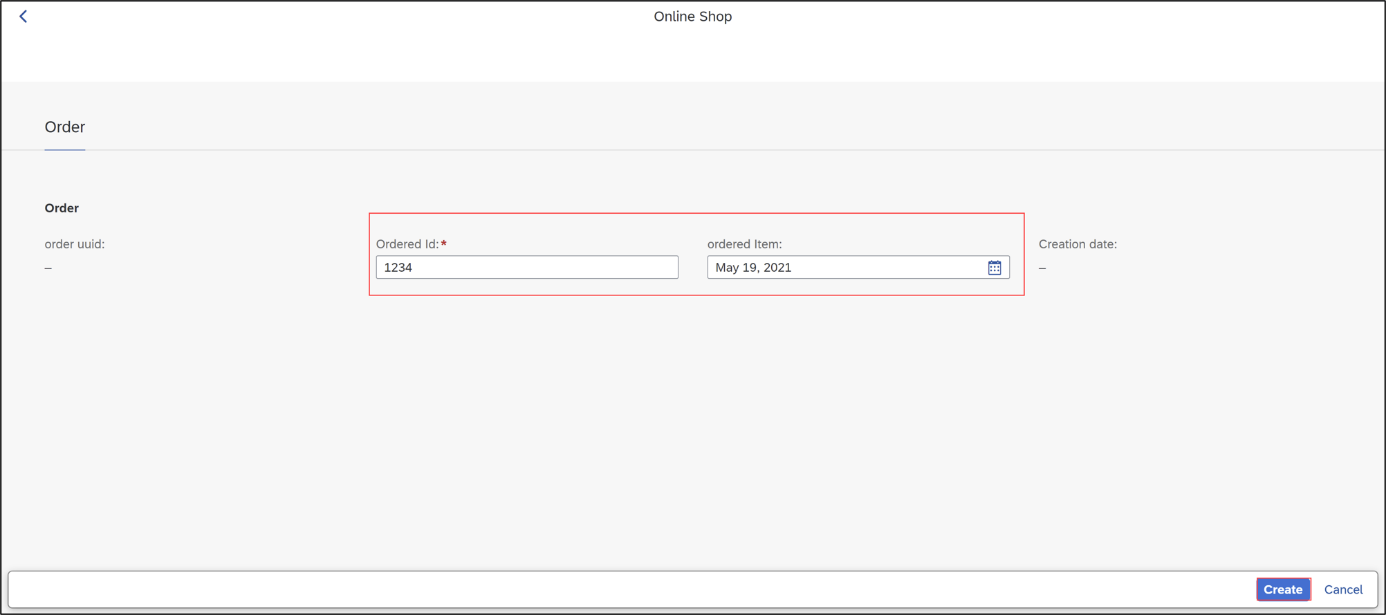 Online Shop
Order
Order
order uuid:
Ordered Id:*
ordered Item:
Creation date:
–
1234
May 19, 2021
–
Create
Cancel